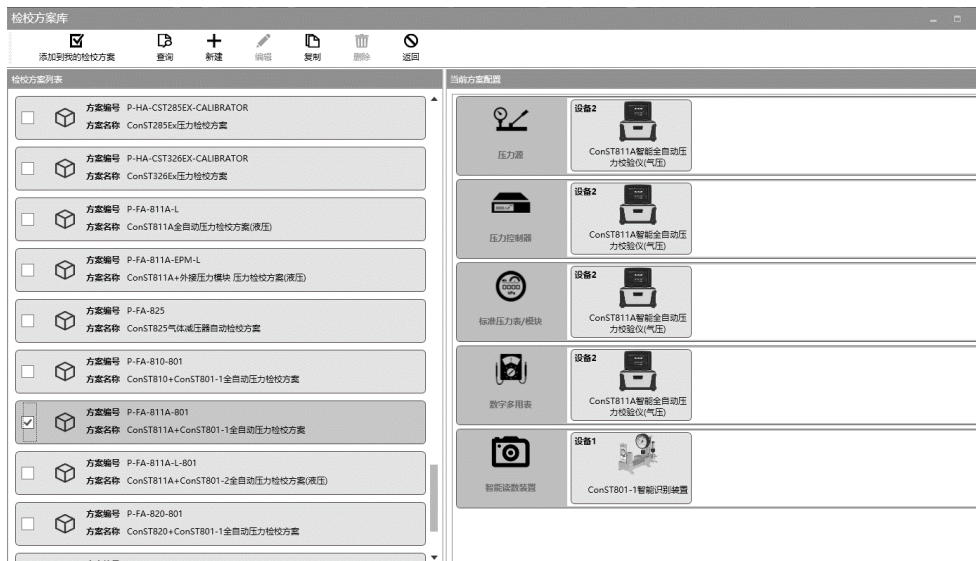 检校方案库
添加到我的检校方案 查询 新建 编辑 复制 删除 返回
检校方案列表
方案编号 P-HA-CST285EX-CALIBRATOR
方案名称 ConST285Ex压力检校方案
方案编号 P-HA-CST326EX-CALIBRATOR
方案名称 ConST326Ex压力检校方案
方案编号 P-FA-811A-L
方案名称 ConST811A全自动压力检校方案(液压)
方案编号 P-FA-811A-EPM-L
方案名称 ConST811A+外接压力模块 压力检校方案(液压)
方案编号 P-FA-825
方案名称 ConST825气体减压器自动检校方案
方案编号 P-FA-810-801
方案名称 ConST810+ConST801-1全自动压力检校方案
方案编号 P-FA-811A-801
方案名称 ConST811A+ConST801-1全自动压力检校方案
方案编号 P-FA-811A-L-801
方案名称 ConST811A+ConST801-2全自动压力检校方案(液压)
方案编号 P-FA-820-801
方案名称 ConST820+ConST801-1全自动压力检校方案
当前方案配置
压力源
设备2
ConST811A智能全自动压
力校验仪(气压)
压力控制器
设备2
ConST811A智能全自动压
力校验仪(气压)
标准压力表/模块
设备2
ConST811A智能全自动压
力校验仪(气压)
数字多用表
设备2
ConST811A智能全自动压
力校验仪(气压)
智能读数装置
设备1
ConST801-1智能识别装置